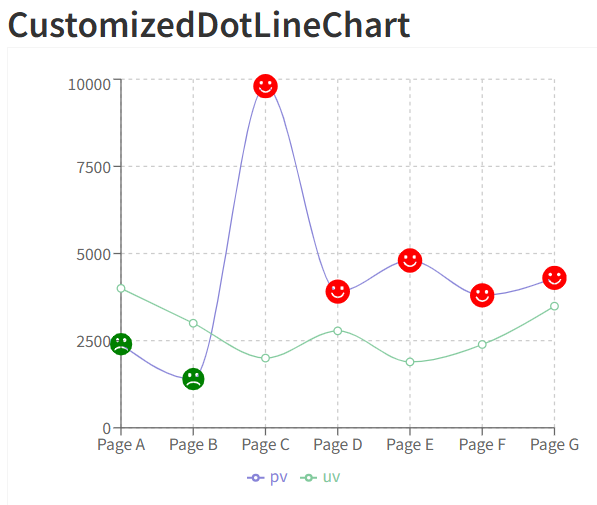 CustomizedDotLineChart
10000
7500
5000
2500
0
Page A Page B Page C Page D Page E Page F Page G
pv uv